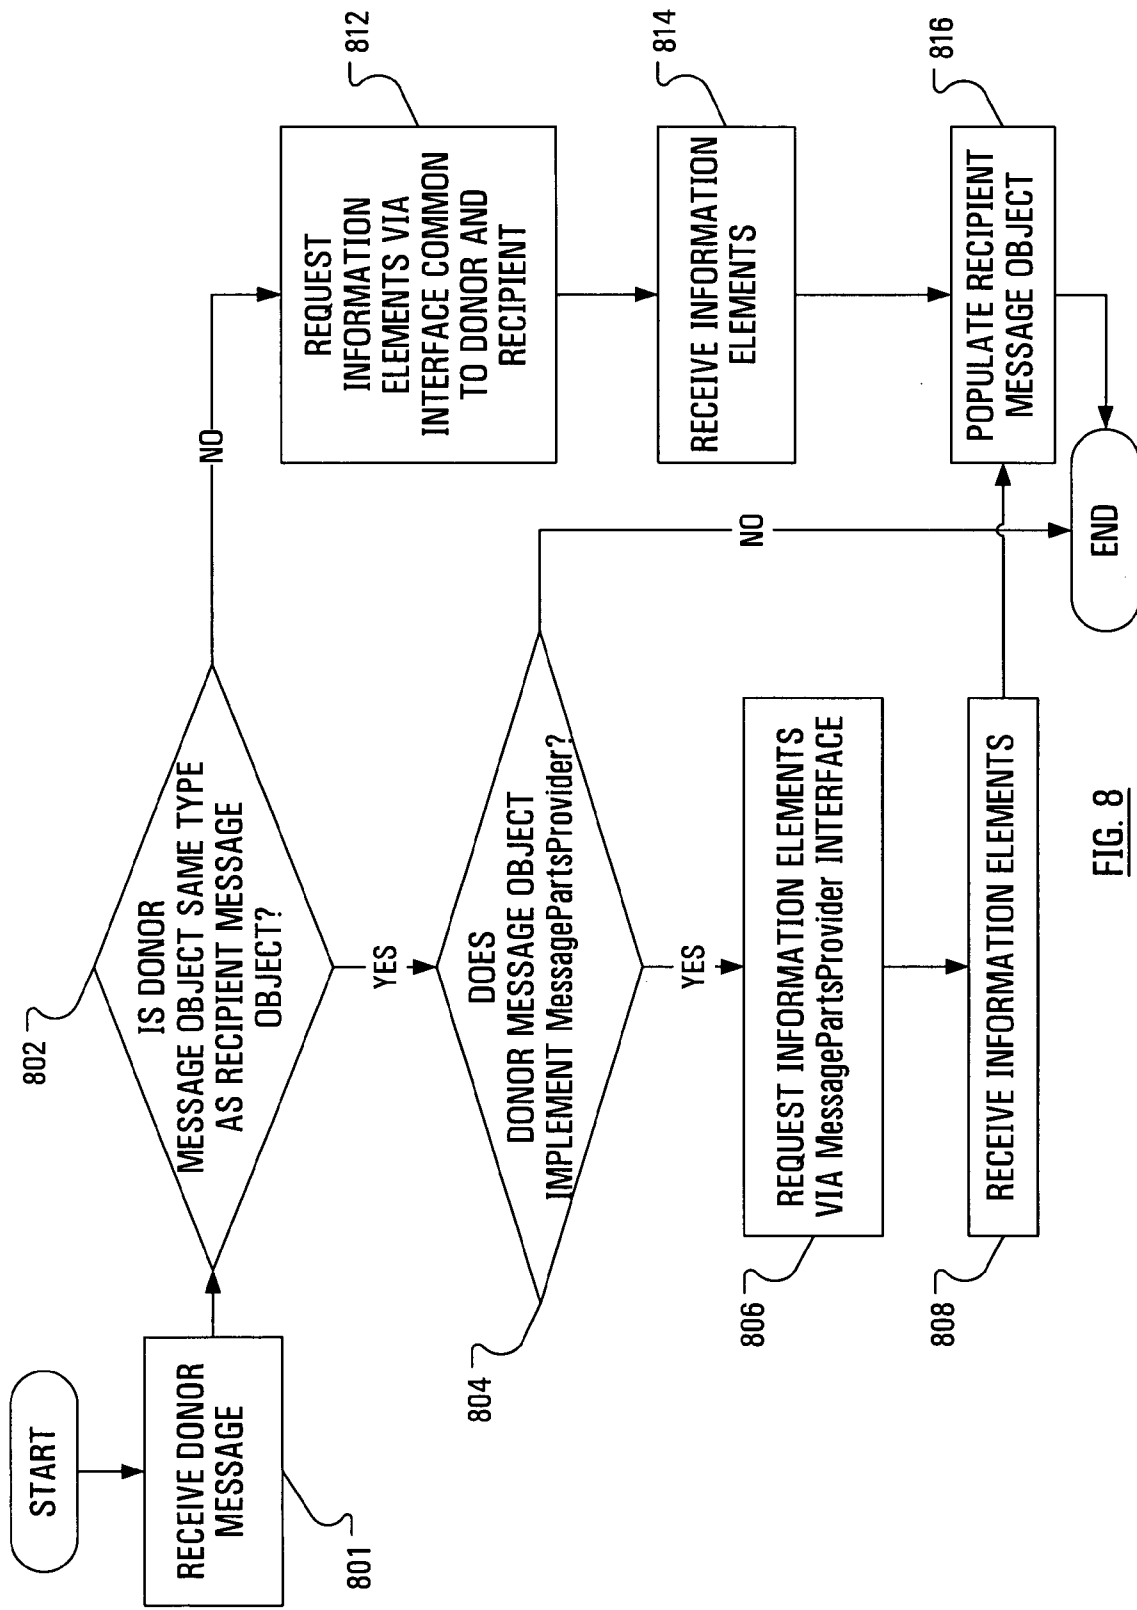 START
RECEIVE DONOR
MESSAGE
801
802
IS DONOR
MESSAGE OBJECT SAME TYPE
AS RECIPIENT MESSAGE
OBJECT?
NO
YES
804
DOES
DONOR MESSAGE OBJECT
IMPLEMENT MessagePartsProvider?
NO
YES
806
REQUEST INFORMATION ELEMENTS
VIA MessagePartsProvider INTERFACE
808
RECEIVE INFORMATION ELEMENTS
812
REQUEST
INFORMATION
ELEMENTS VIA
INTERFACE COMMON
TO DONOR AND
RECIPIENT
814
RECEIVE INFORMATION
ELEMENTS
816
POPULATE RECIPIENT
MESSAGE OBJECT
END
FIG. 8